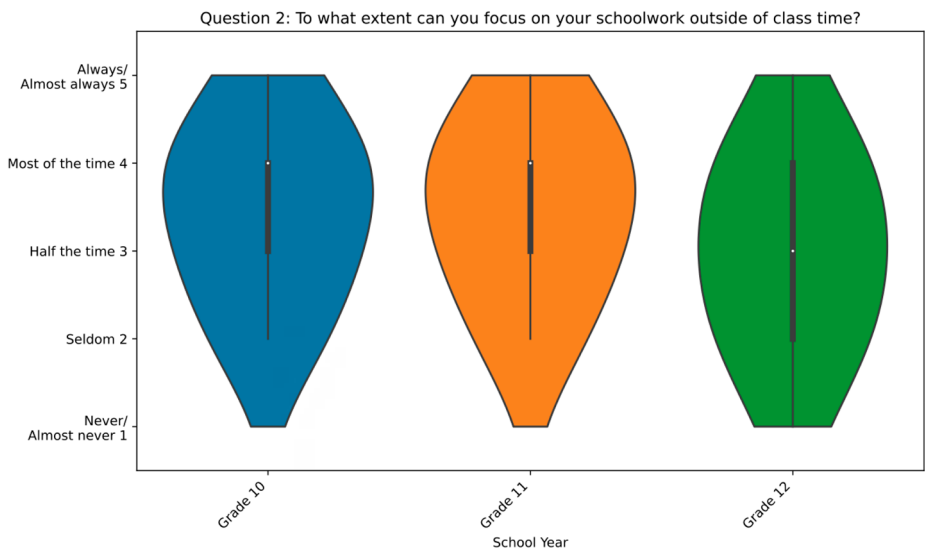 Question 2: To what extent can you focus on your schoolwork outside of class time?
Always/
Almost always 5
Most of the time 4
Half the time 3
Seldom 2
Never/
Almost never 1
Grade 10
Grade 11
Grade 12
School Year